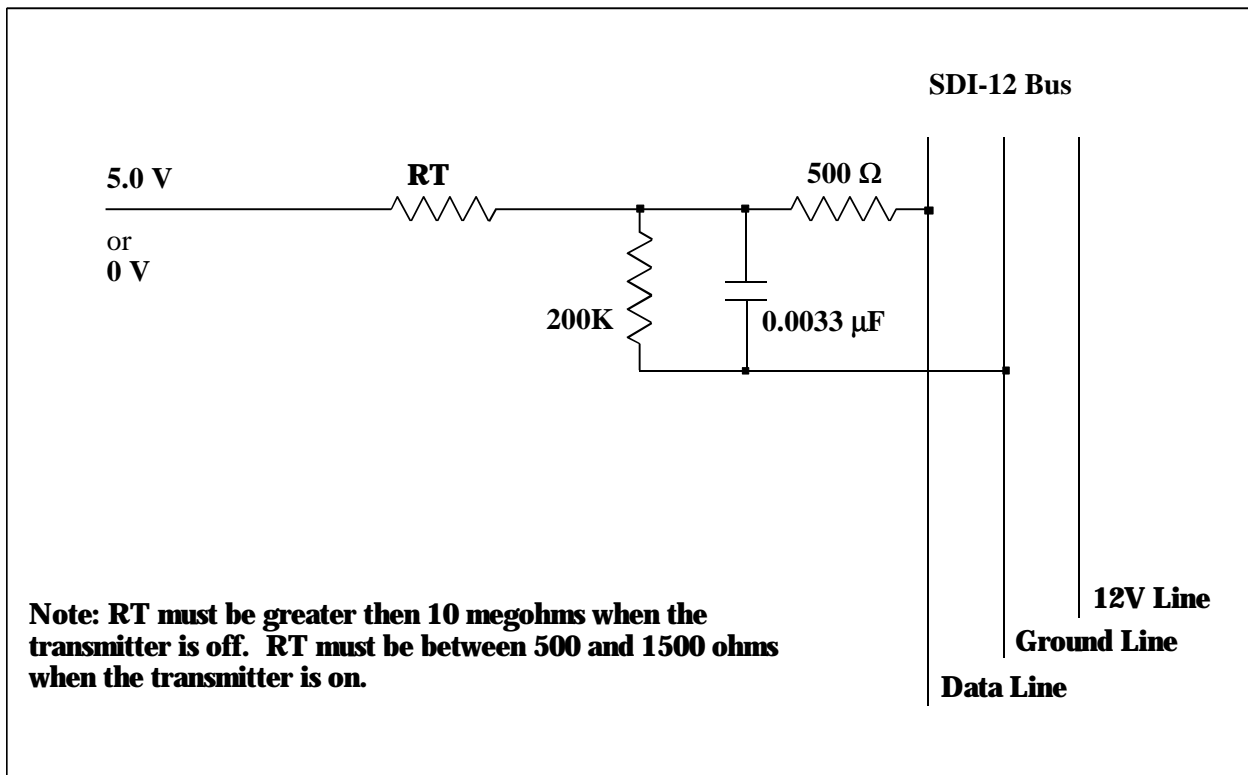 SDI-12 Bus
5.0 V
or
0 V
RT
500 Ω
200K
0.0033 µF
12V Line
Ground Line
Data Line
Note: RT must be greater then 10 megohms when the
transmitter is off. RT must be between 500 and 1500 ohms
when the transmitter is on.